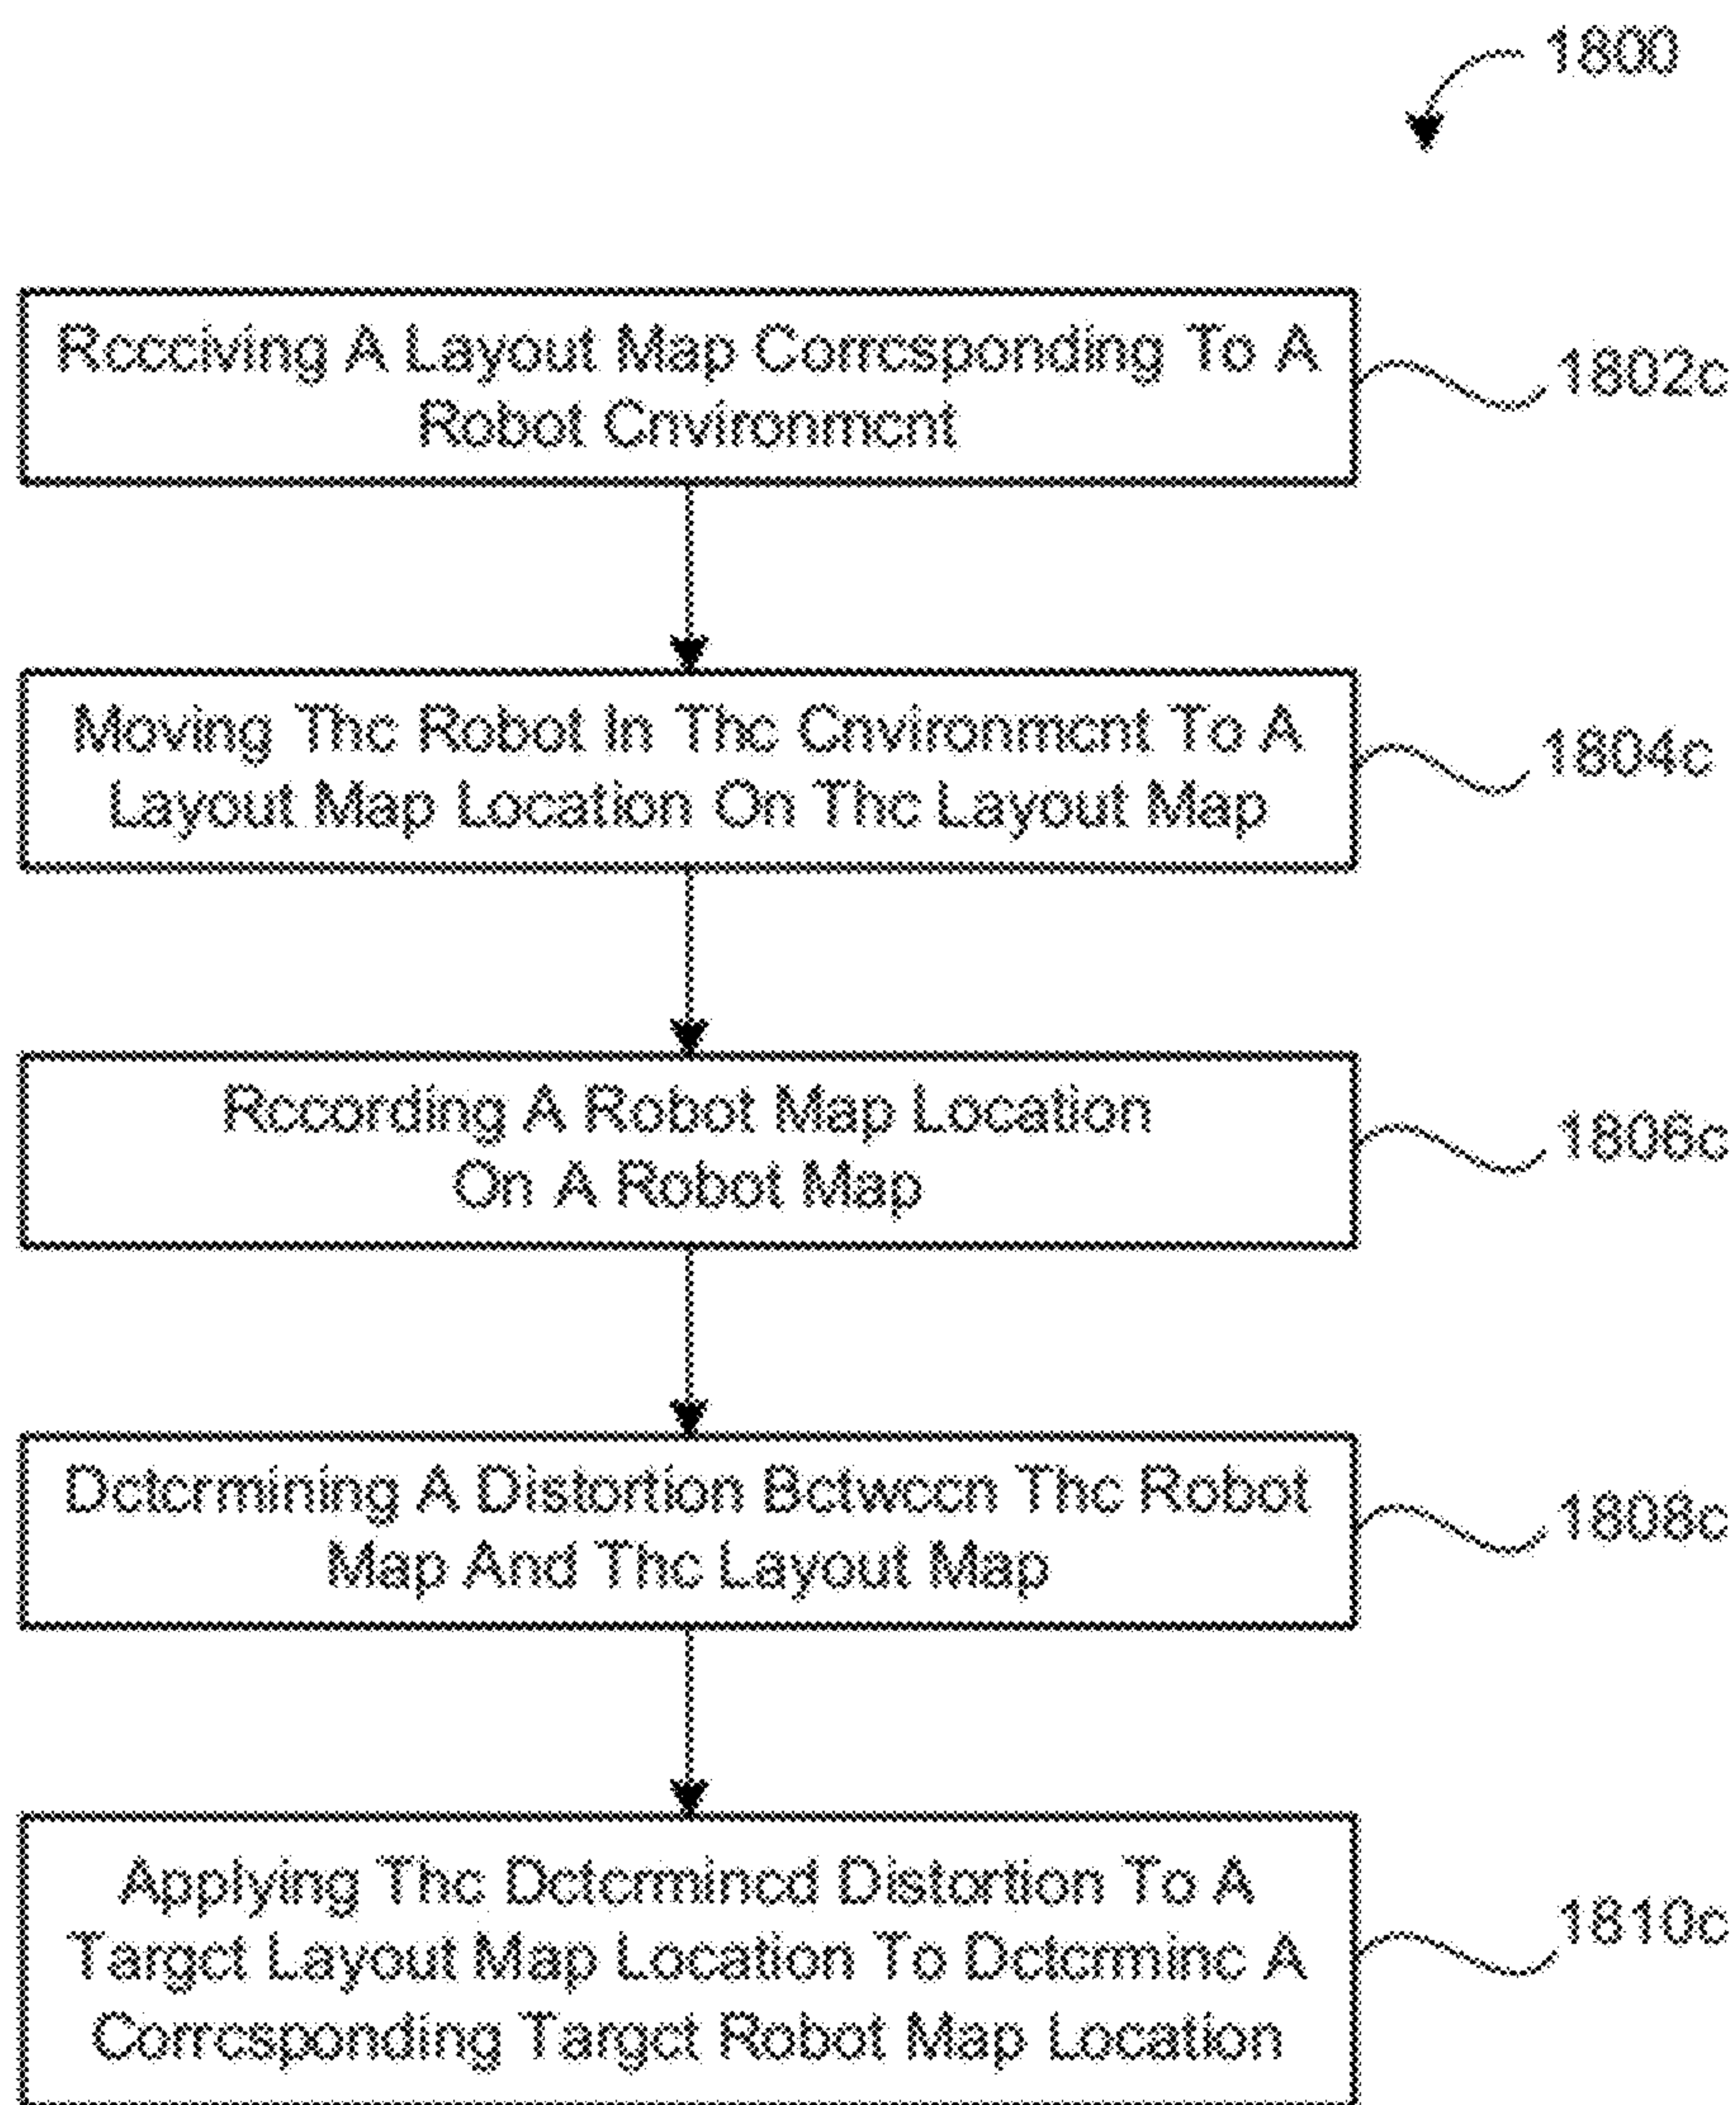 1800
Rccciving A Layout Map Corrcsponding To A
Robot Cnvironmcnt
1802c
Moving Thc Robot In Thc Cnvironmcnt To A
Layout Map Location On Thc Layout Map
1804c
Rccording A Robot Map Location
On A Robot Map
1806c
Dctcrmining A Distortion Bctwccn Thc Robot
Map And Thc Layout Map
1808c
Applying Thc Dctcrmincd Distortion To A
Targct Layout Map Location To Dctcrminc A
Corrcsponding Targct Robot Map Location
1810c